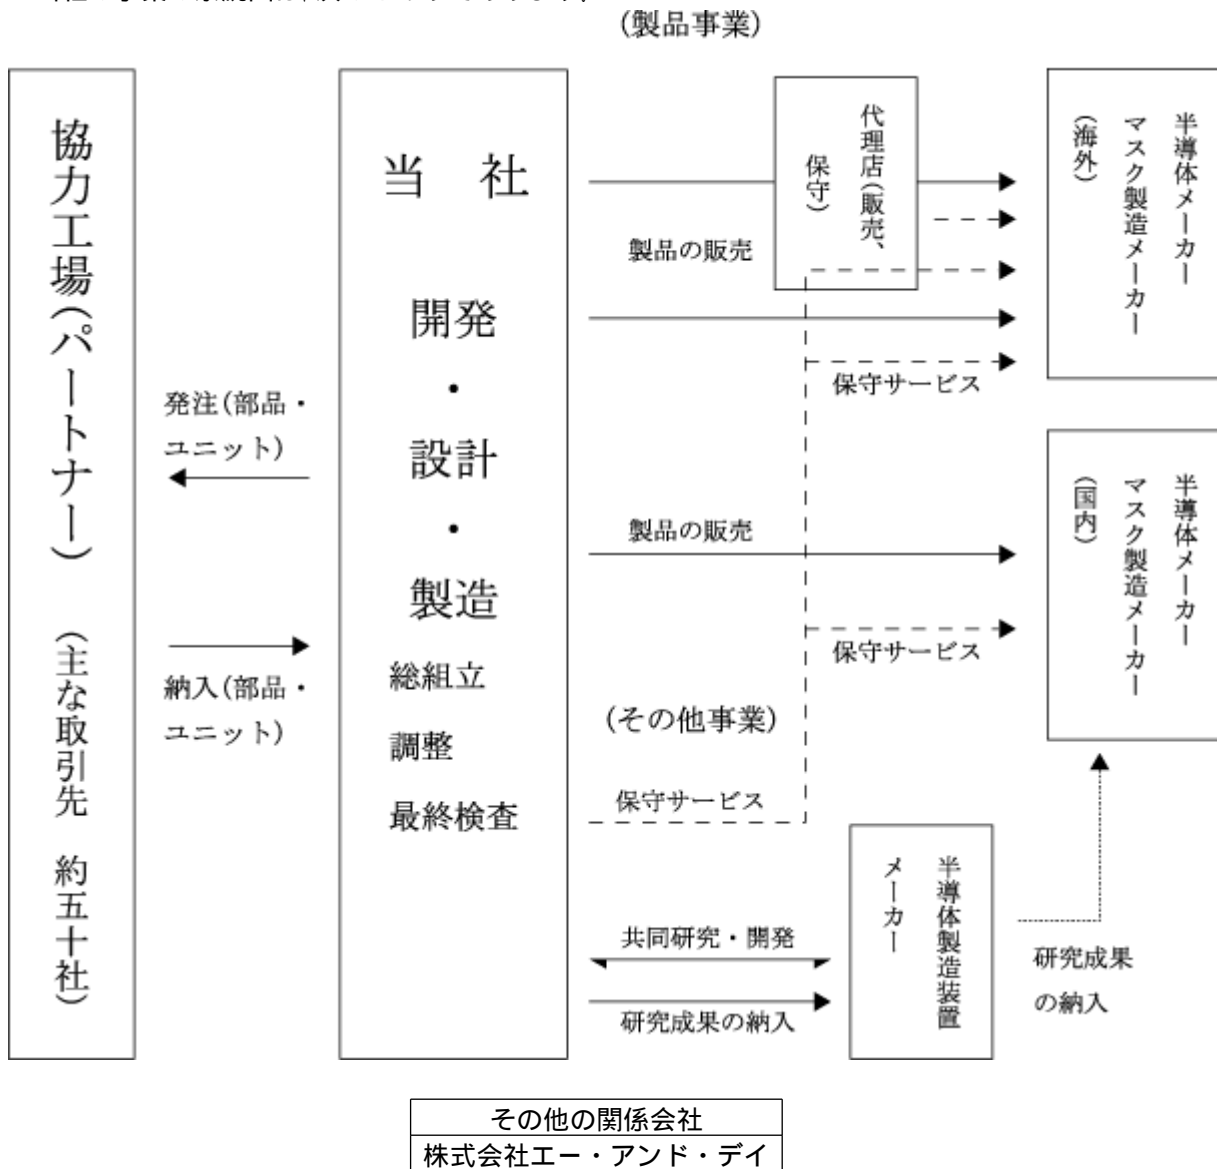 (製品事業)
協力工場(パートナー) (主な取引先 約五十社)
発注(部品・
ユニット)
納入(部品・
ユニット)
当 社
開発
・
設計
・
製造
総組立
調整
最終検査
代理店(販売、
保守)
製品の販売
保守サービス
半導体メーカー
マスク製造メーカー
(海外)
製品の販売
保守サービス
半導体メーカー
マスク製造メーカー
(国内)
(その他事業)
保守サービス
共同研究・開発
研究成果の納入
半導体製造装置
メーカー
研究成果
の納入
その他の関係会社
株式会社エー・アンド・デイ